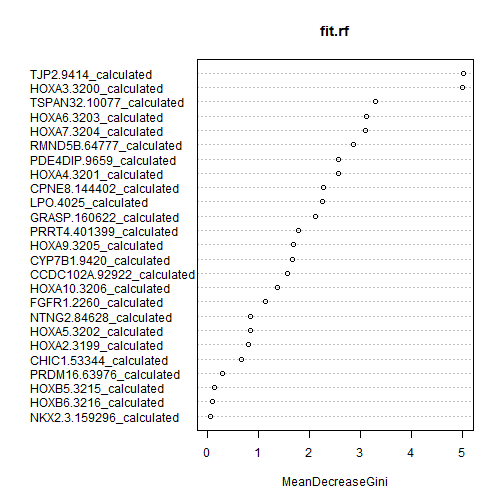 fit.rf
TJP2.9414_calculated
HOXA3.3200_calculated
TSPAN32.10077_calculated
HOXA6.3203_calculated
HOXA7.3204_calculated
RMND5B.64777_calculated
PDE4DIP.9659_calculated
HOXA4.3201_calculated
CPNE8.144402_calculated
LPO.4025_calculated
GRASP.160622_calculated
PRRT4.401399_calculated
HOXA9.3205_calculated
CYP7B1.9420_calculated
CCDC102A.92922_calculated
HOXA10.3206_calculated
FGFR1.2260_calculated
NTNG2.84628_calculated
HOXA5.3202_calculated
HOXA2.3199_calculated
CHIC1.53344_calculated
PRDM16.63976_calculated
HOXB5.3215_calculated
HOXB6.3216_calculated
NKX2.3.159296_calculated
0 1 2 3 4 5
MeanDecreaseGini